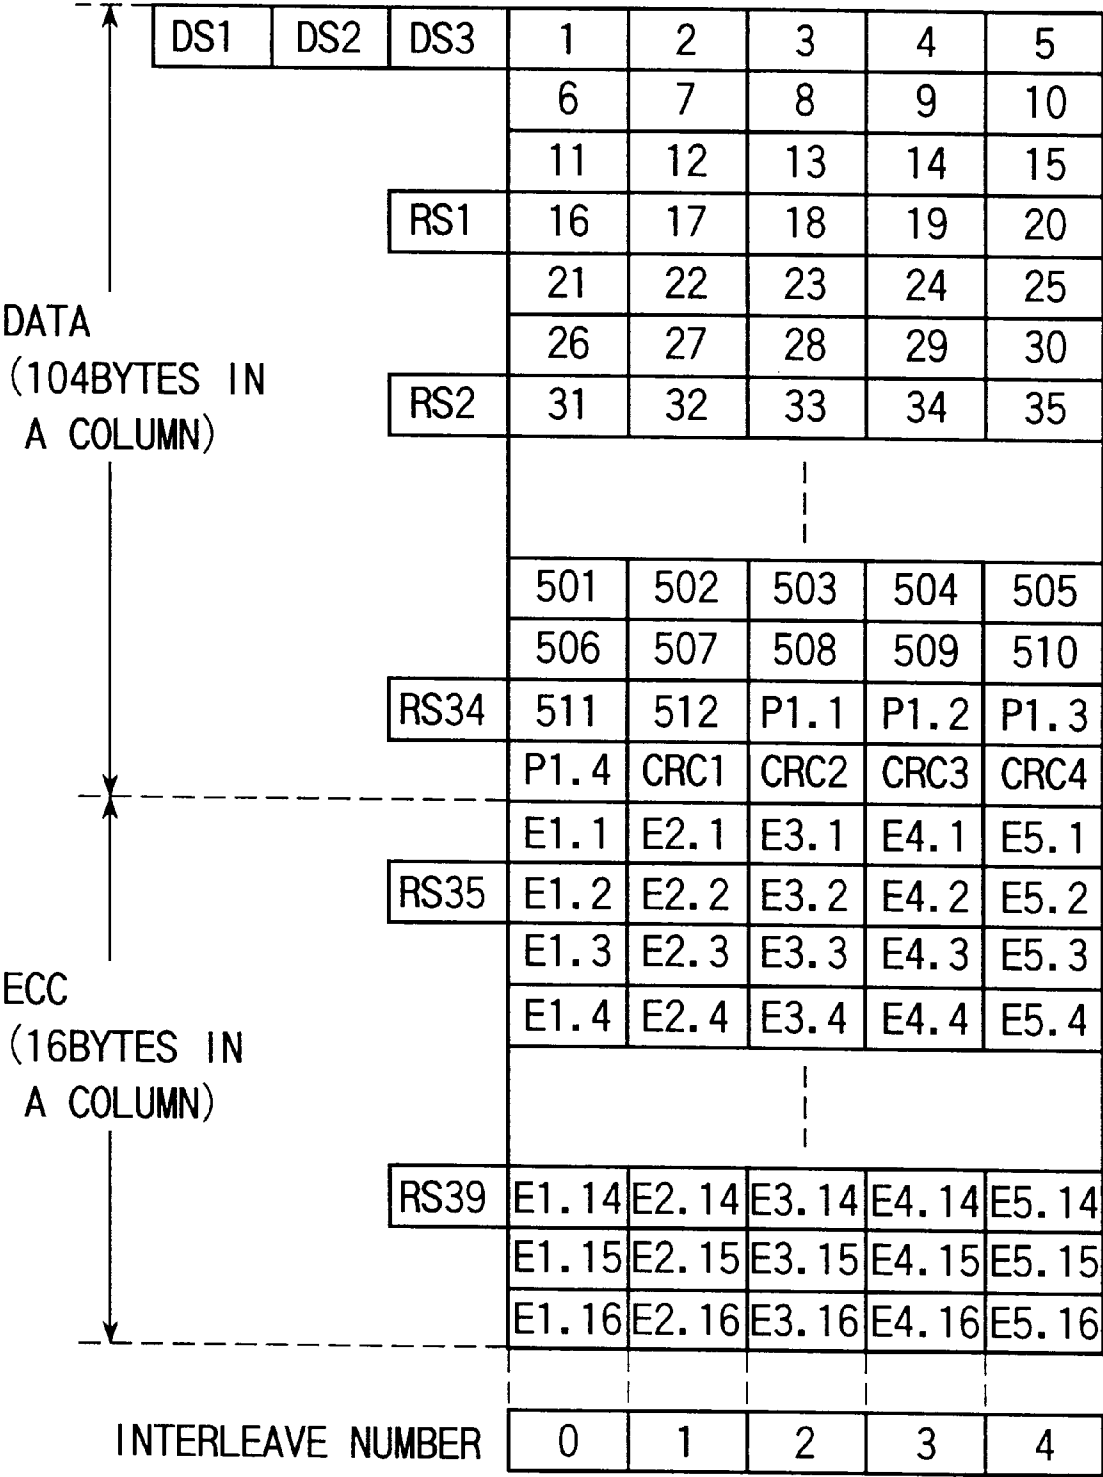 DS1 DS2 DS3 1 2 3 4 5
6 7 8 9 10
11 12 13 14 15
RS1 16 17 18 19 20
21 22 23 24 25
DATA
26 27 28 29 30
(104BYTES IN
RS2 31 32 33 34 35
A COLUMN)
501 502 503 504 505
506 507 508 509 510
RS34 511 512 P1.1 P1.2 P1.3
P1.4 CRC1 CRC2 CRC3 CRC4
E1.1 E2.1 E3.1 E4.1 E5.1
RS35 E1.2 E2.2 E3.2 E4.2 E5.2
E1.3 E2.3 E3.3 E4.3 E5.3
ECC
E1.4 E2.4 E3.4 E4.4 E5.4
(16BYTES IN
A COLUMN)
RS39 E1.14 E2.14 E3.14 E4.14 E5.14
E1.15 E2.15 E3.15 E4.15 E5.15
E1.16 E2.16 E3.16 E4.16 E5.16
INTERLEAVE NUMBER 0 1 2 3 4